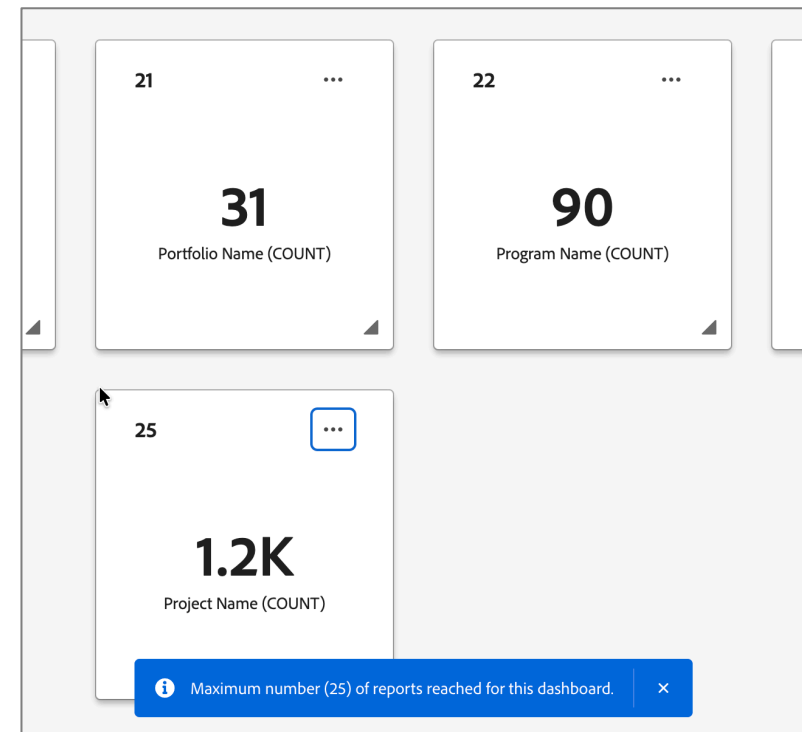 21
31
Portfolio Name (COUNT)
22
90
Program Name (COUNT)
25
1.2K
Project Name (COUNT)
Maximum number (25) of reports reached for this dashboard.